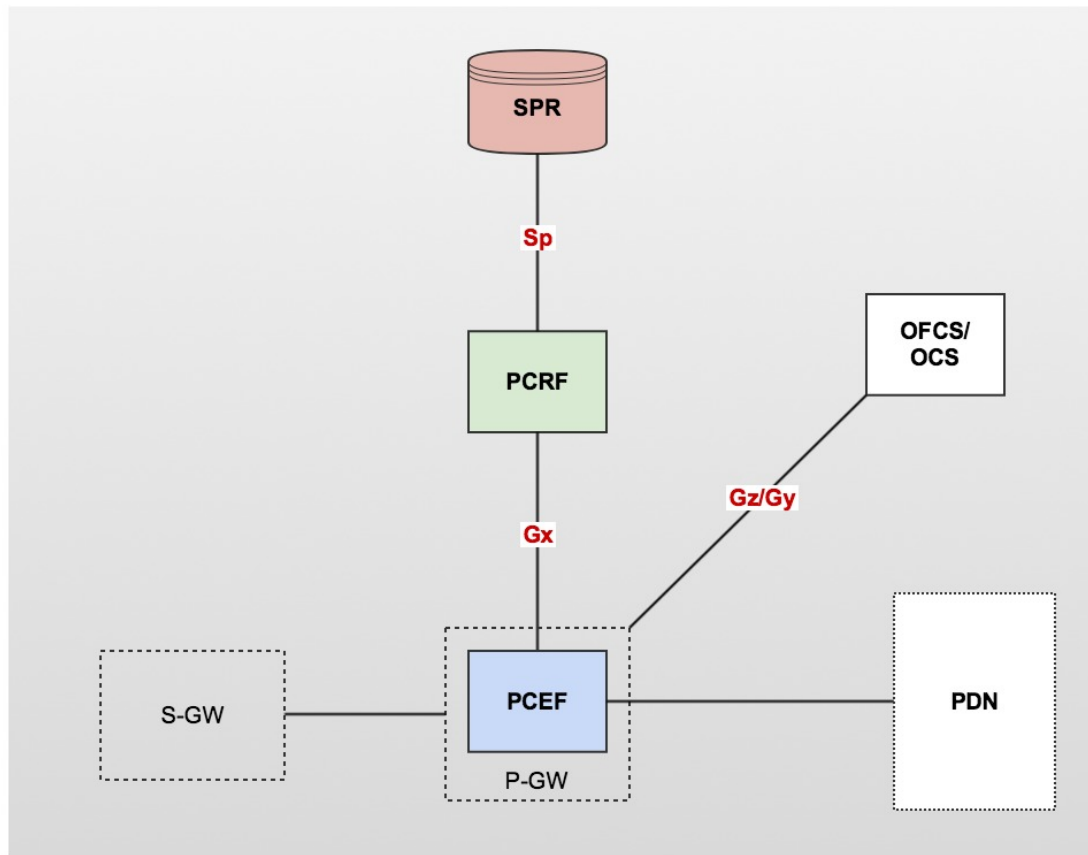 SPR
Sp
PCRF
OFCS/
OCS
Gz/Gy
Gx
S-GW
PCEF
P-GW
PDN